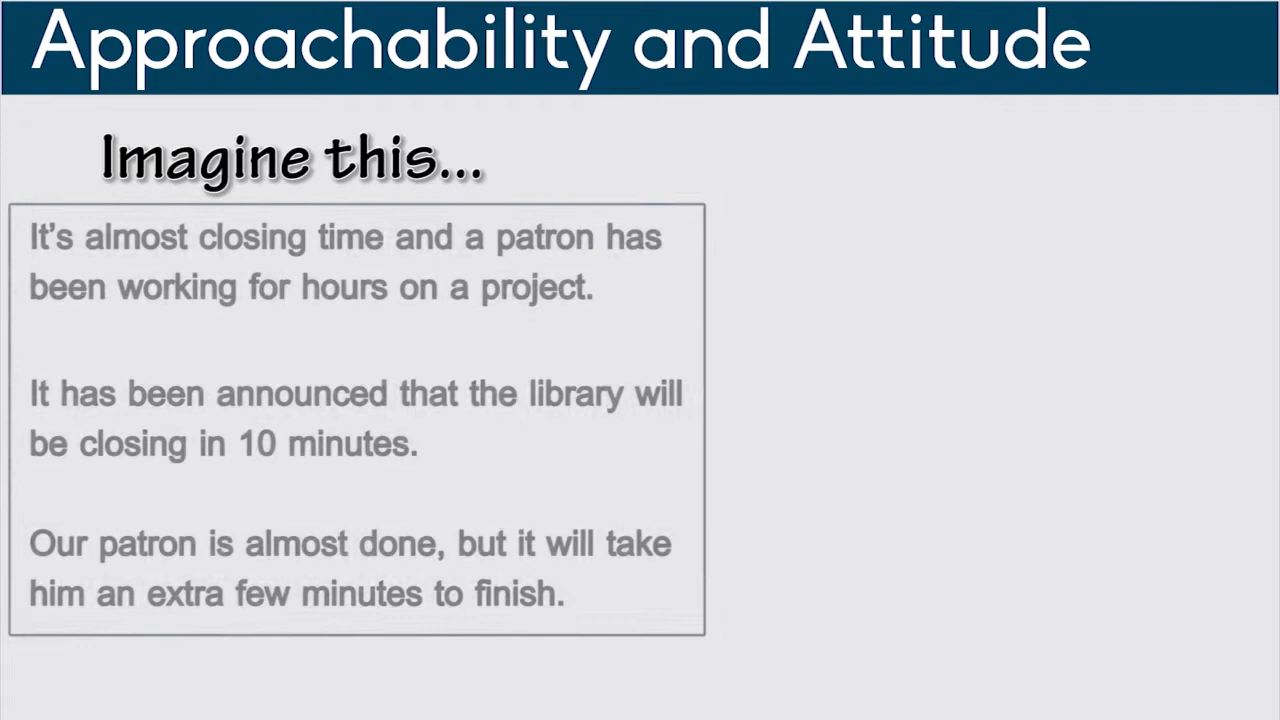 Approachability and Attitude
Imagine this...
It's almost closing time and a patron has
been working for hours on a project.
It has been announced that the library will
be closing in 10 minutes.
Our patron is almost done, but it will take
him an extra few minutes to finish.